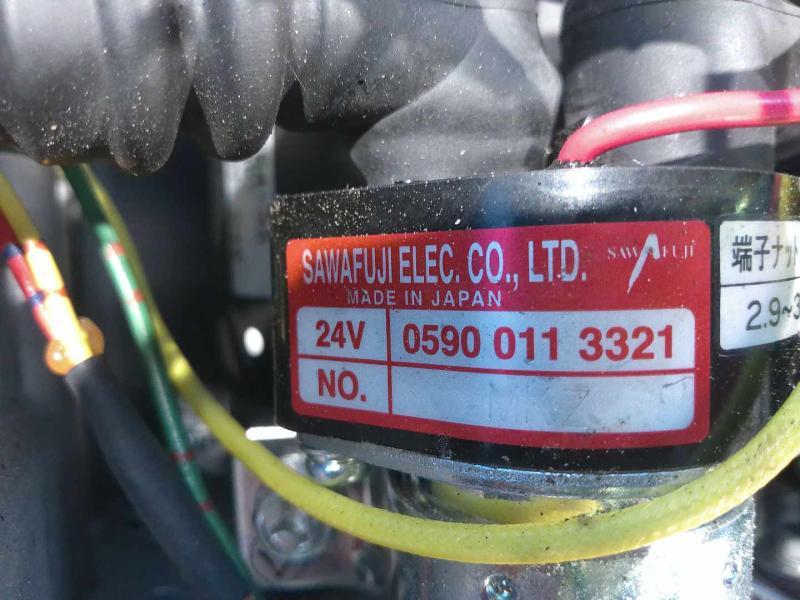 SAWAFUJI ELEC. CO., LTD.
SAWAFUJI
MADE IN JAPAN
24V 0590 011 3321
NO.
端子ナット
2.9~3